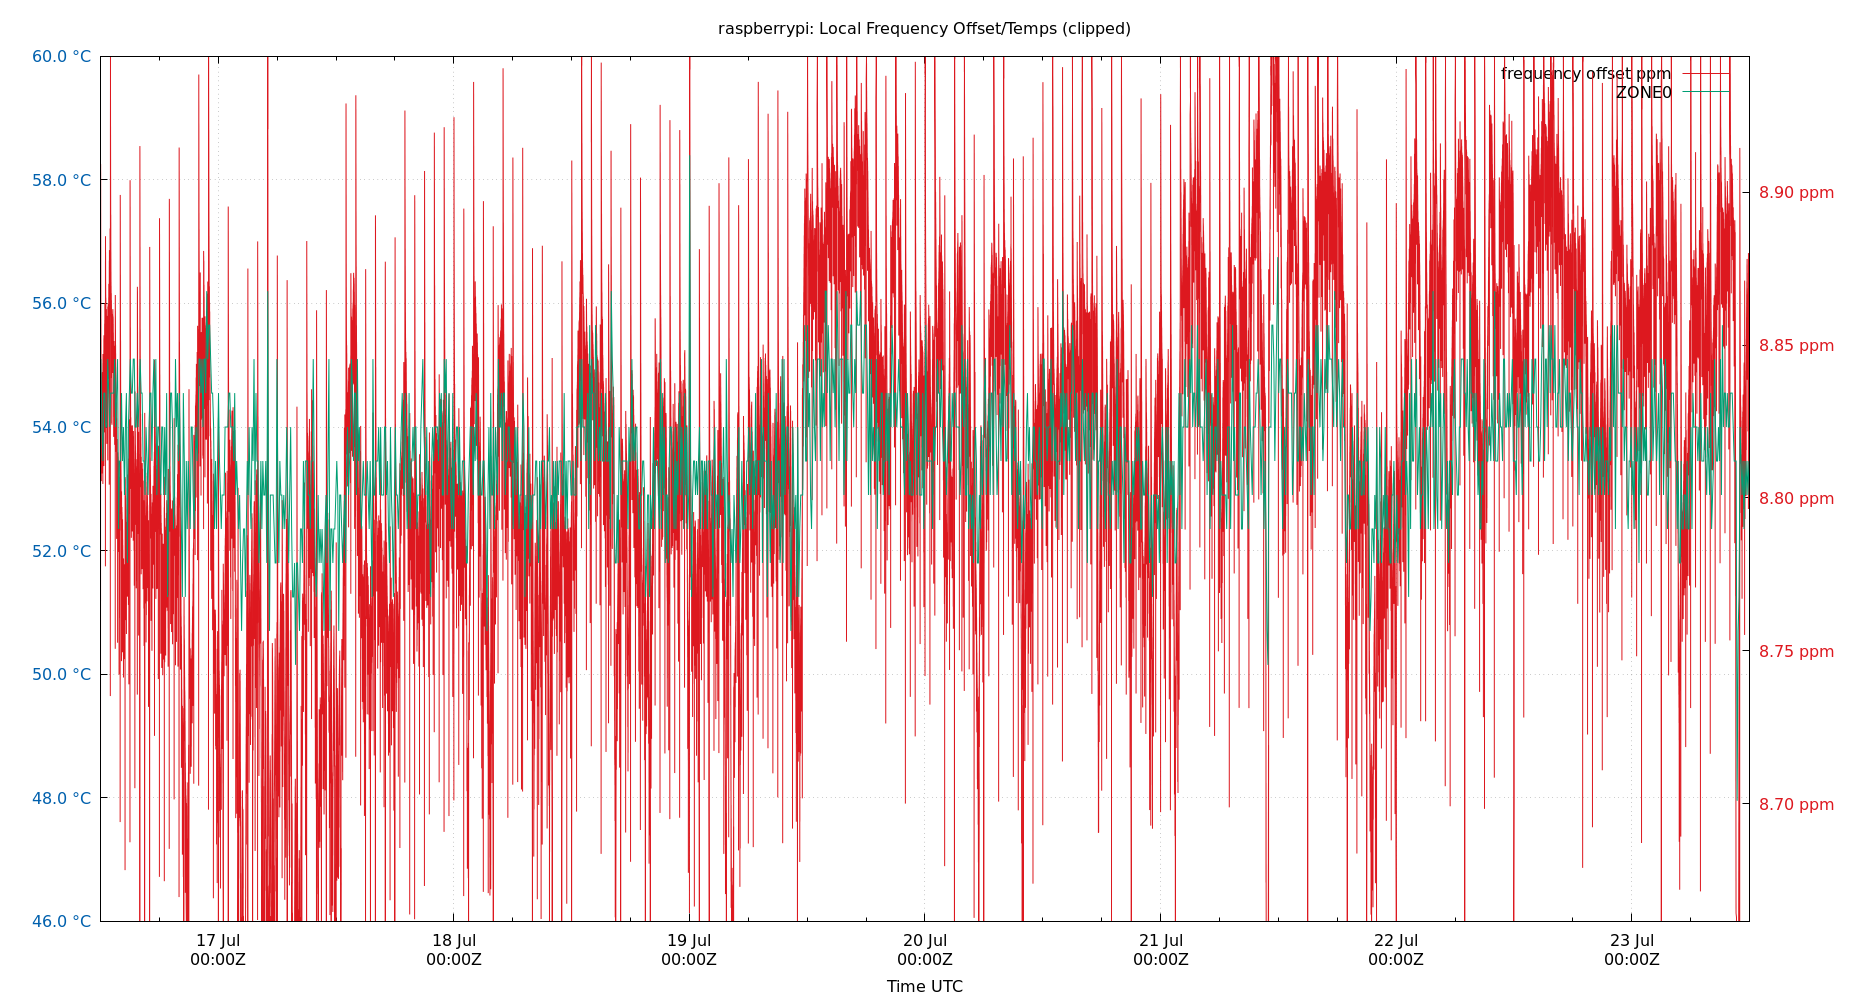 raspberrypi: Local Frequency Offset/Temps (clipped)
60.0 °C
58.0 °C
56.0 °C
54.0 °C
52.0 °C
50.0 °C
48.0 °C
46.0 °C
frequency offset ppm
ZONE0
8.90 ppm
8.85 ppm
8.80 ppm
8.75 ppm
8.70 ppm
17 Jul
00:00Z
18 Jul
00:00Z
19 Jul
00:00Z
20 Jul
00:00Z
21 Jul
00:00Z
22 Jul
00:00Z
23 Jul
00:00Z
Time UTC